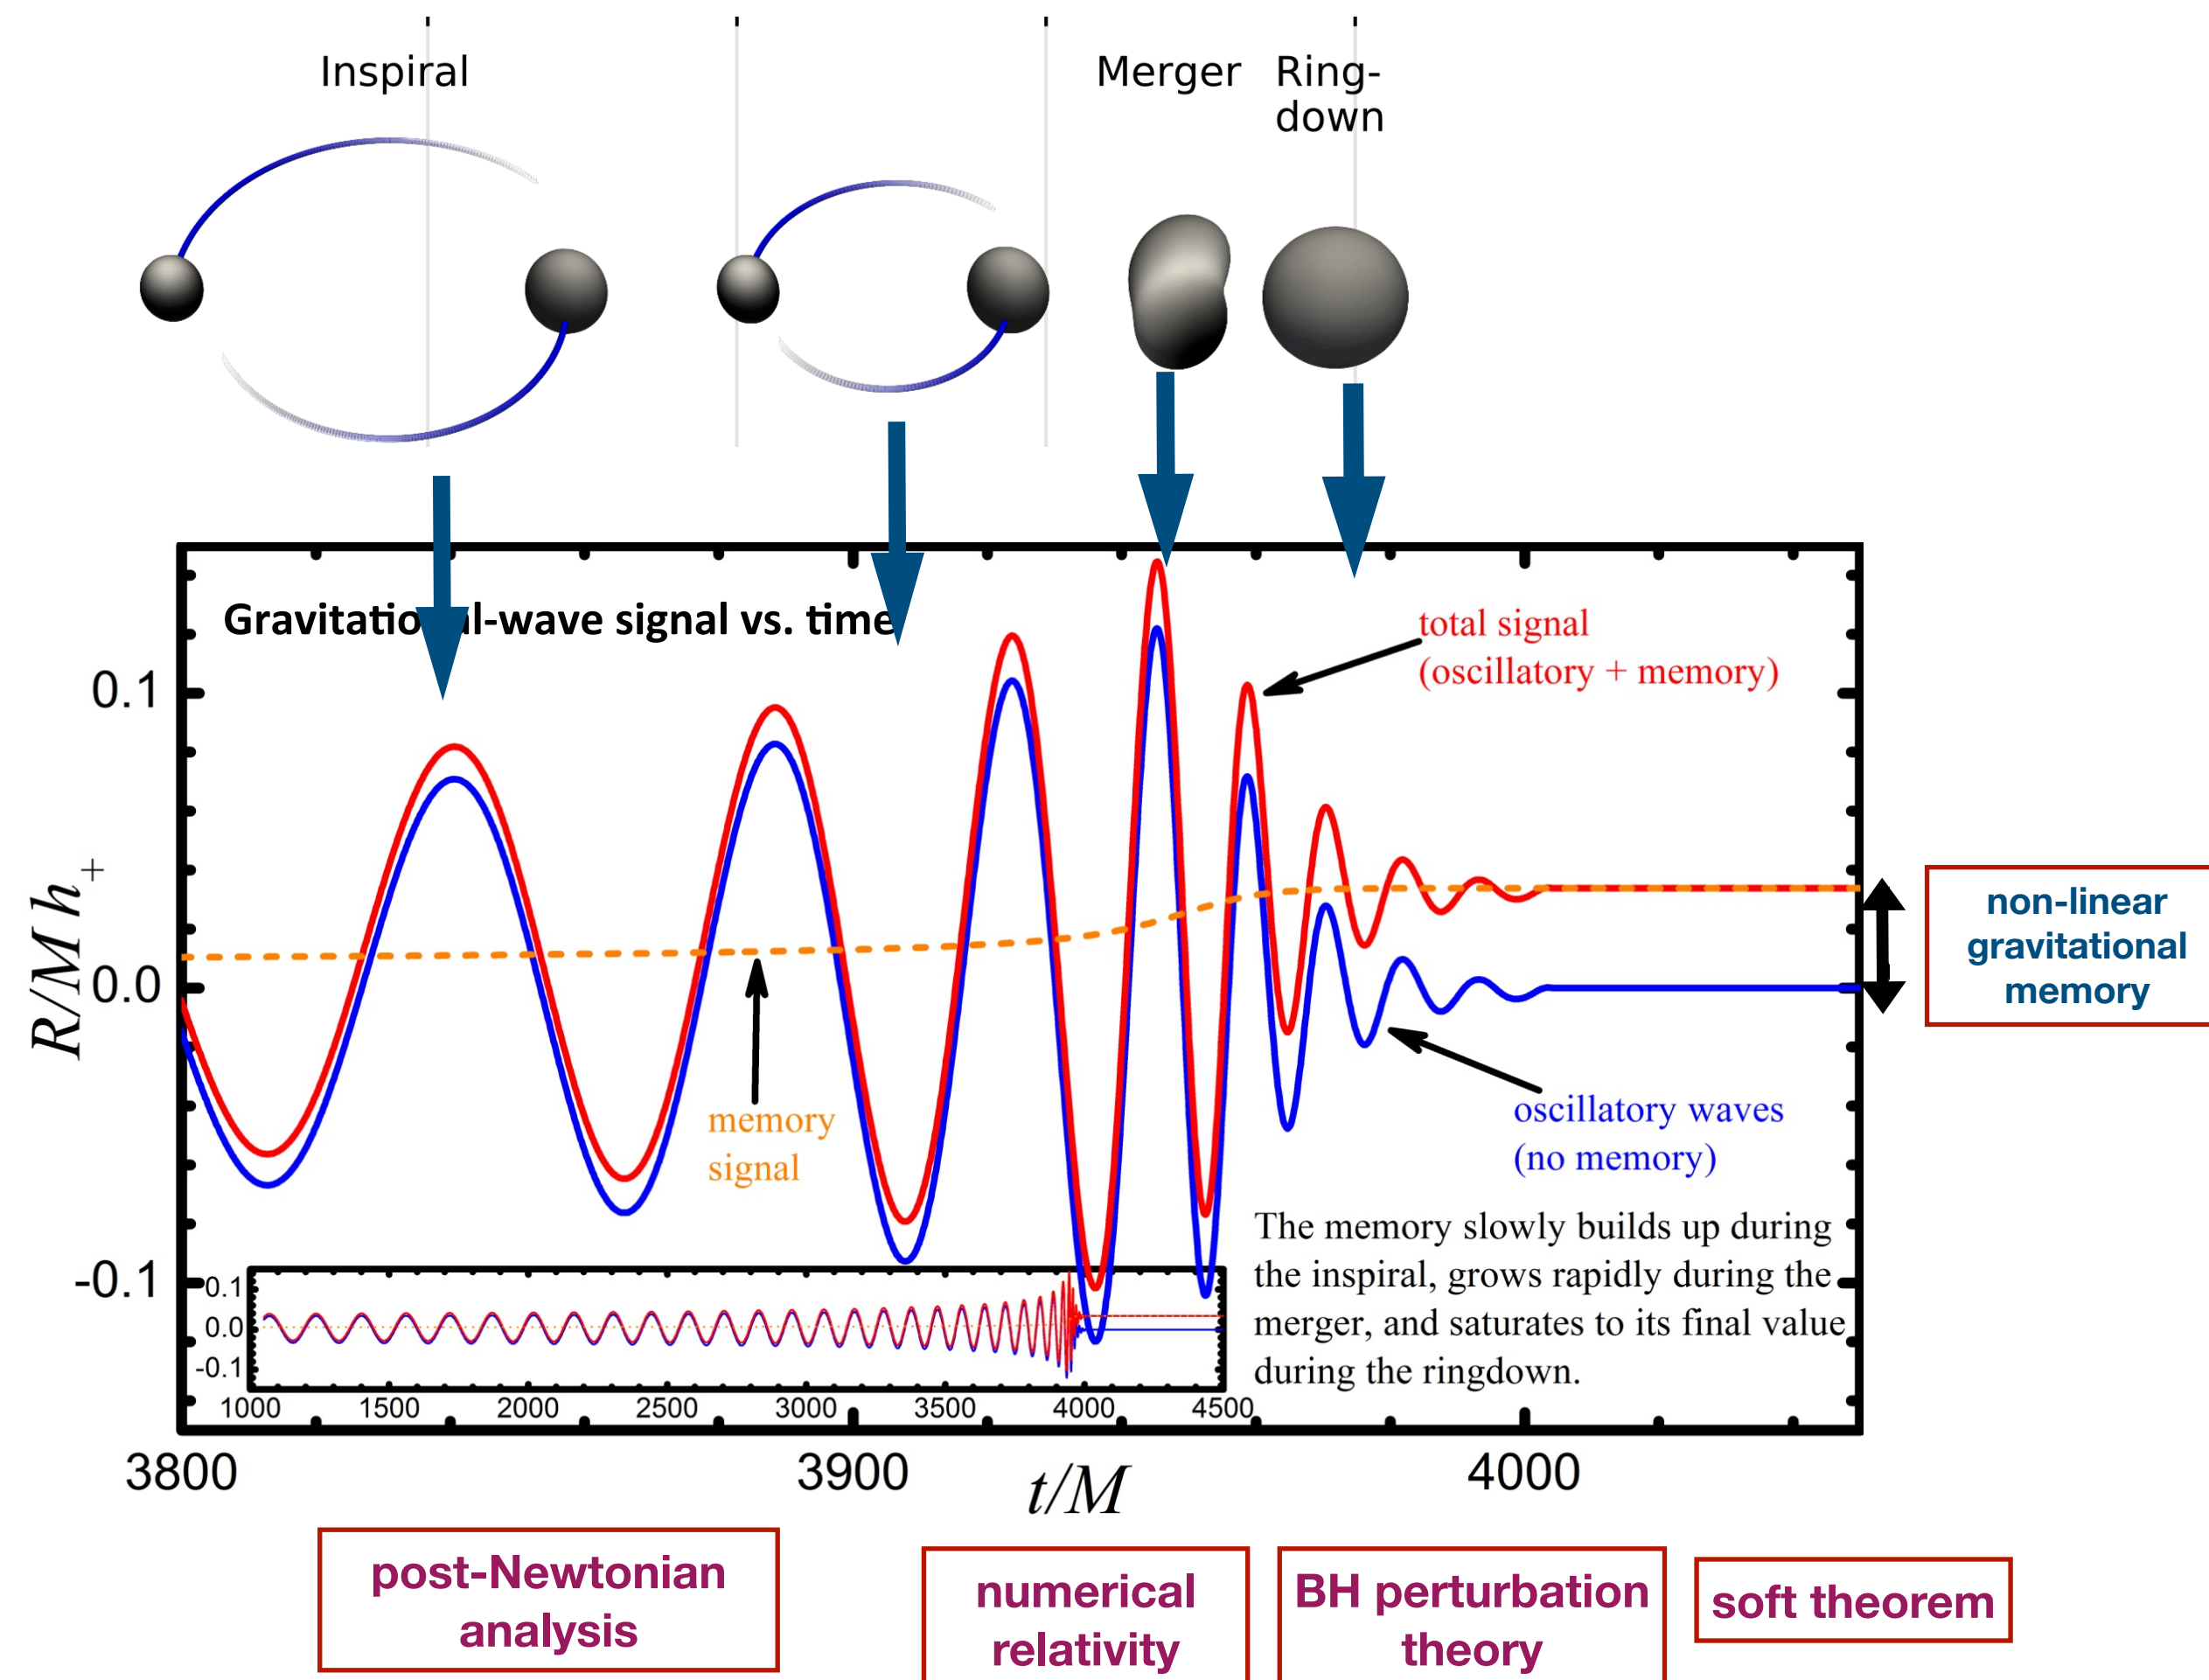 Inspiral
Merger
Ring-
down
Gravitational-wave signal vs. time
total signal
(oscillatory + memory)
0.1
0.0
-0.1
R/M h+
memory
signal
oscillatory waves
(no memory)
non-linear
gravitational
memory
The memory slowly builds up during
the inspiral, grows rapidly during the
merger, and saturates to its final value
during the ringdown.
0.1
0.0
-0.1
1000 1500 2000 2500 3000 3500 4000 4500
3800 3900 4000
t/M
post-Newtonian
analysis
numerical
relativity
BH perturbation
theory
soft theorem